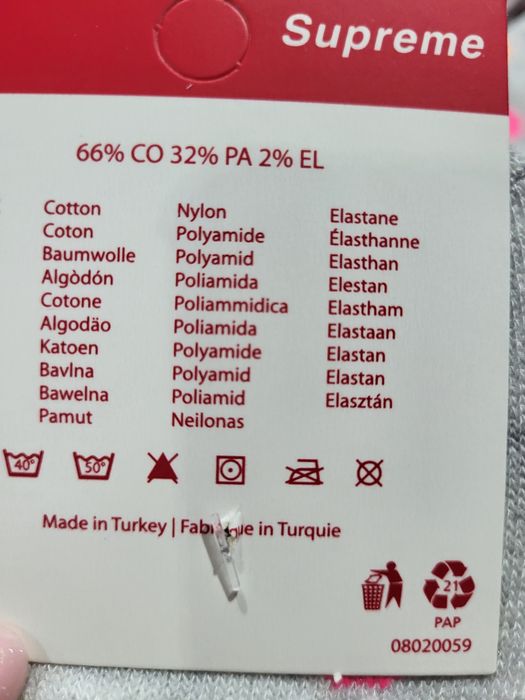 Supreme
66% CO 32% PA 2% EL
Cotton Nylon Elastane
Coton Polyamide Élasthanne
Baumwolle Polyamid Elasthan
Algòdón Poliamida Elestan
Cotone Poliammidica Elastham
Algodäo Poliamida Elastaan
Katoen Polyamide Elastan
Bavlna Polyamid Elastan
Bawelna Poliamid Elasztán
Pamut Neilonas
40° 50°
Made in Turkey | en Turquie
21
PAP
08020059